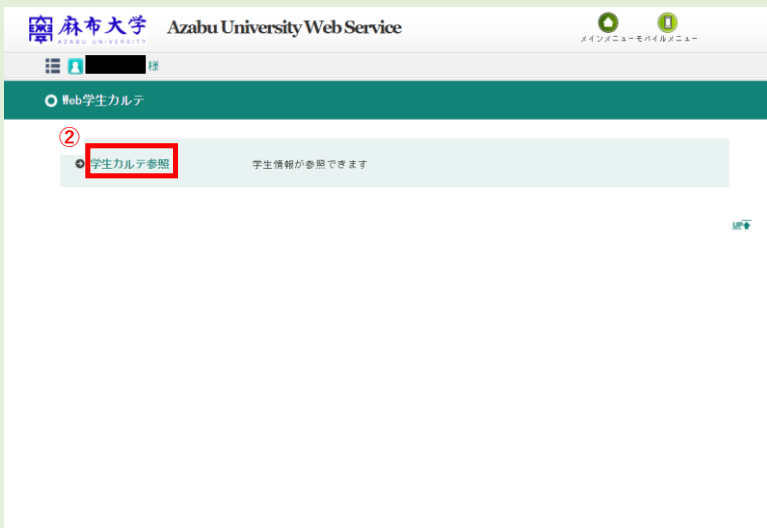 麻布大学 Azabu University Web Service
AZABU UNIVERSITY
メインメニュー モバイルメニュー
様
Web学生カルテ
②
学生カルテ参照 学生情報が参照できます
UP